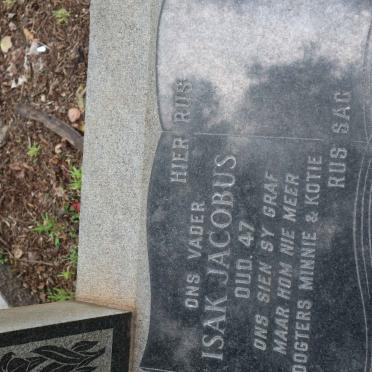 HIER RUS
ONS VADER
ISAK JACOBUS
OUD. 47
ONS SIEN SY GRAF
MAAR HOM NIE MEER
DOGTERS MINNIE & KOTIE
RUS SAG